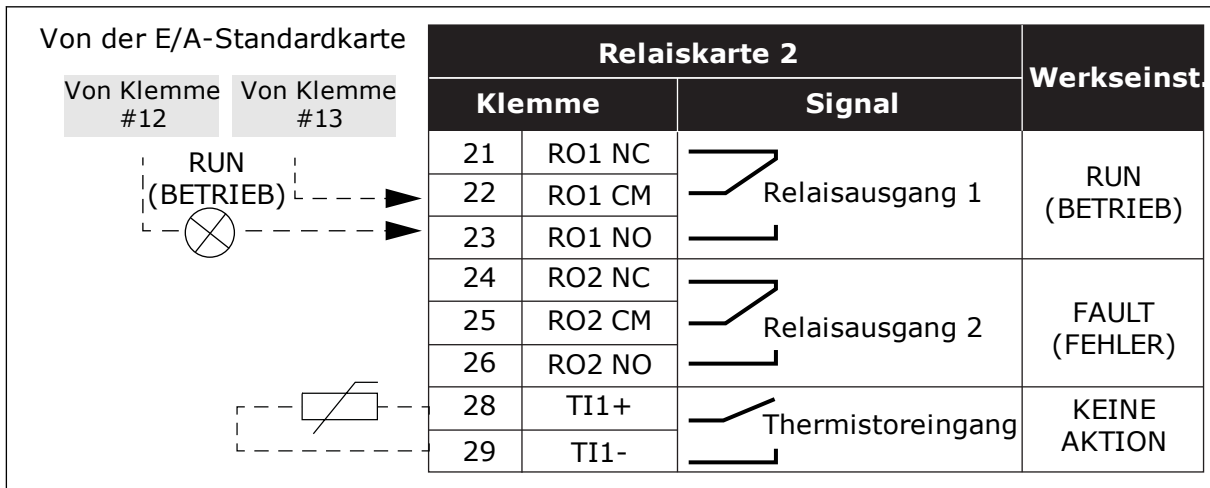 Von der E/A-Standardkarte
Von Klemme #12
Von Klemme #13
RUN
(BETRIEB)
Relaiskarte 2
Werkseinst.
Klemme
Signal
21 RO1 NC
22 RO1 CM
23 RO1 NO
Relaisausgang 1
RUN
(BETRIEB)
24 RO2 NC
25 RO2 CM
26 RO2 NO
Relaisausgang 2
FAULT
(FEHLER)
28 TI1+
29 TI1-
Thermistoreingang
KEINE
AKTION